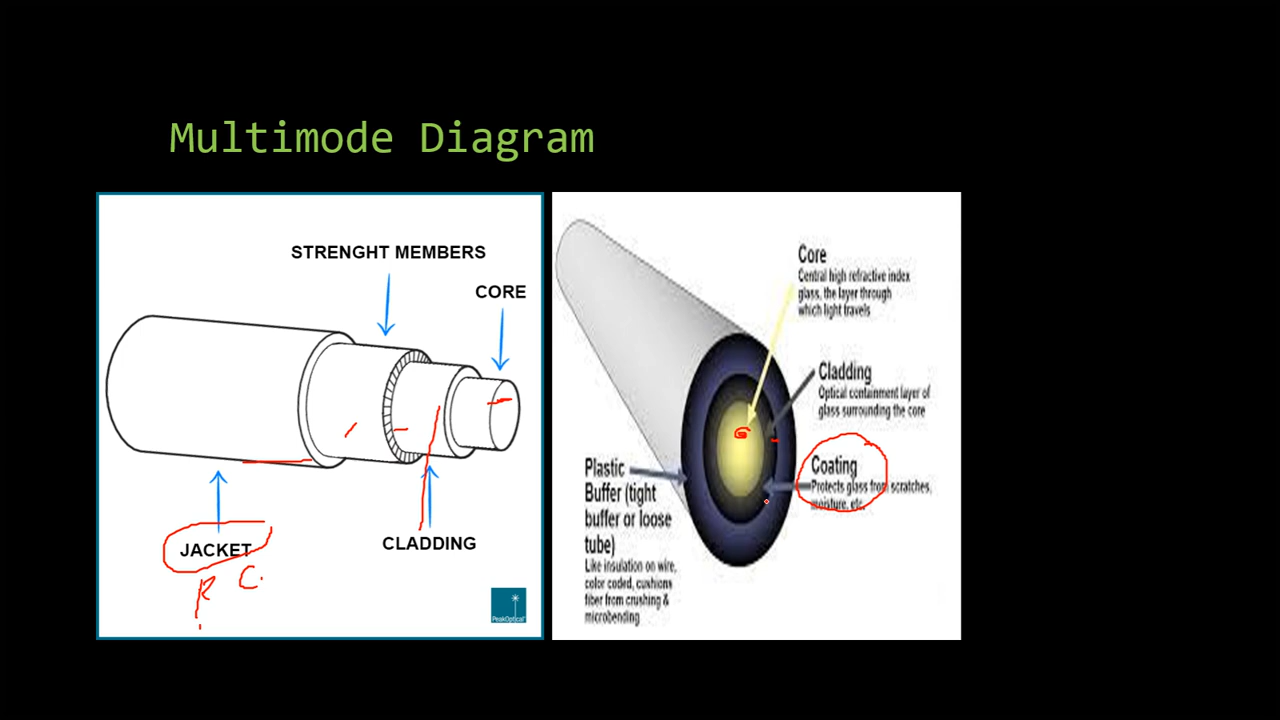 Multimode Diagram
STRENGHT MEMBERS
CORE
JACKET
CLADDING
PeakOptical
Core
Central high refractive index
glass, the layer through
which light travels
Cladding
Optical containment layer of
glass surrounding the core
Coating
Protects glass from scratches,
moisture, etc.
Plastic
Buffer (tight
buffer or loose
tube)
Like insulation on wire,
color coded, cushions
fiber from crushing &
microbending